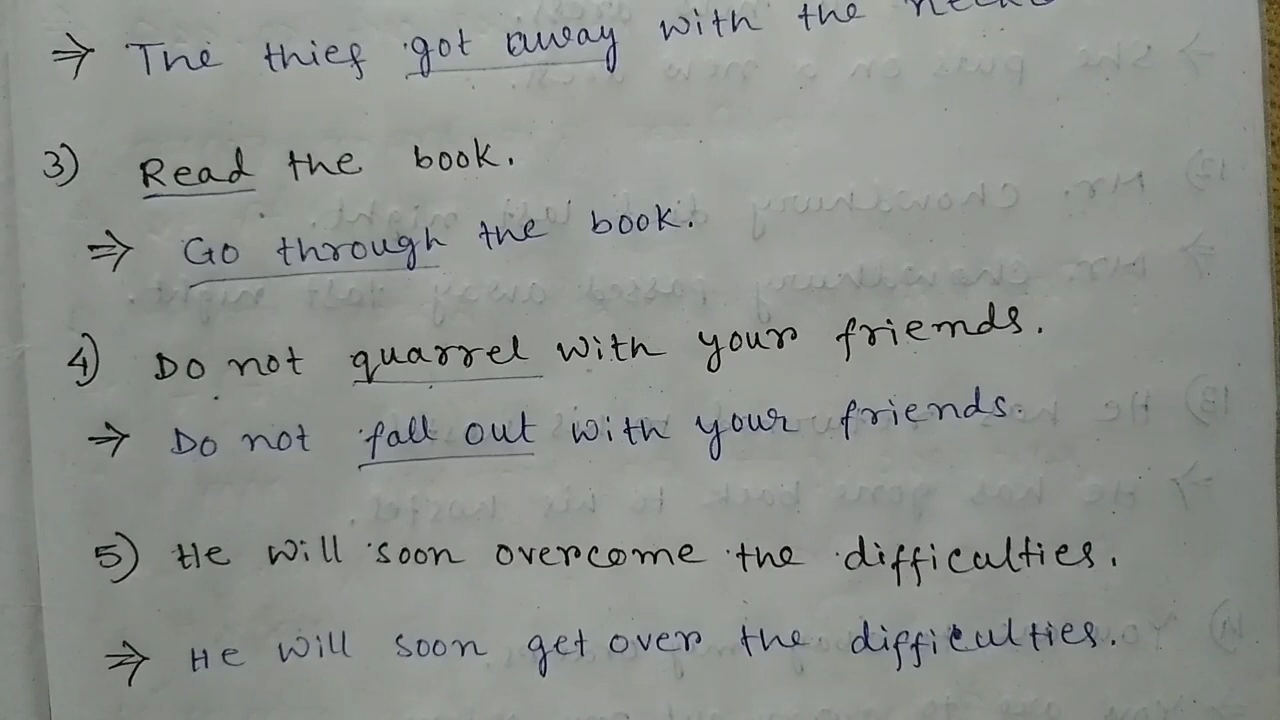 ⇒ The thief got away with the
3) Read the book.
⇒ Go through the book.
4) Do not quarrel with your friends.
⇒ Do not fall out with your friends.
5) He will soon overcome the difficulties.
⇒ He will soon get over the difficulties.